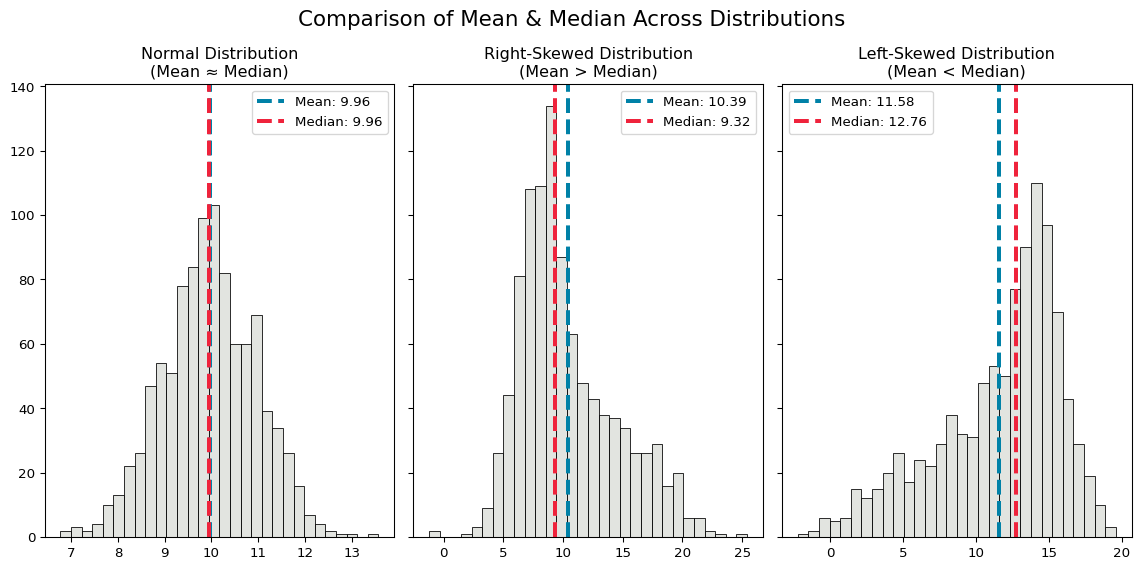 Comparison of Mean & Median Across Distributions
Normal Distribution
(Mean ≈ Median)
Right-Skewed Distribution
(Mean > Median)
Left-Skewed Distribution
(Mean < Median)
Mean: 9.96
Median: 9.96
Mean: 10.39
Median: 9.32
Mean: 11.58
Median: 12.76
140
120
100
80
60
40
20
0
7 8 9 10 11 12 13
0 5 10 15 20 25
0 5 10 15 20